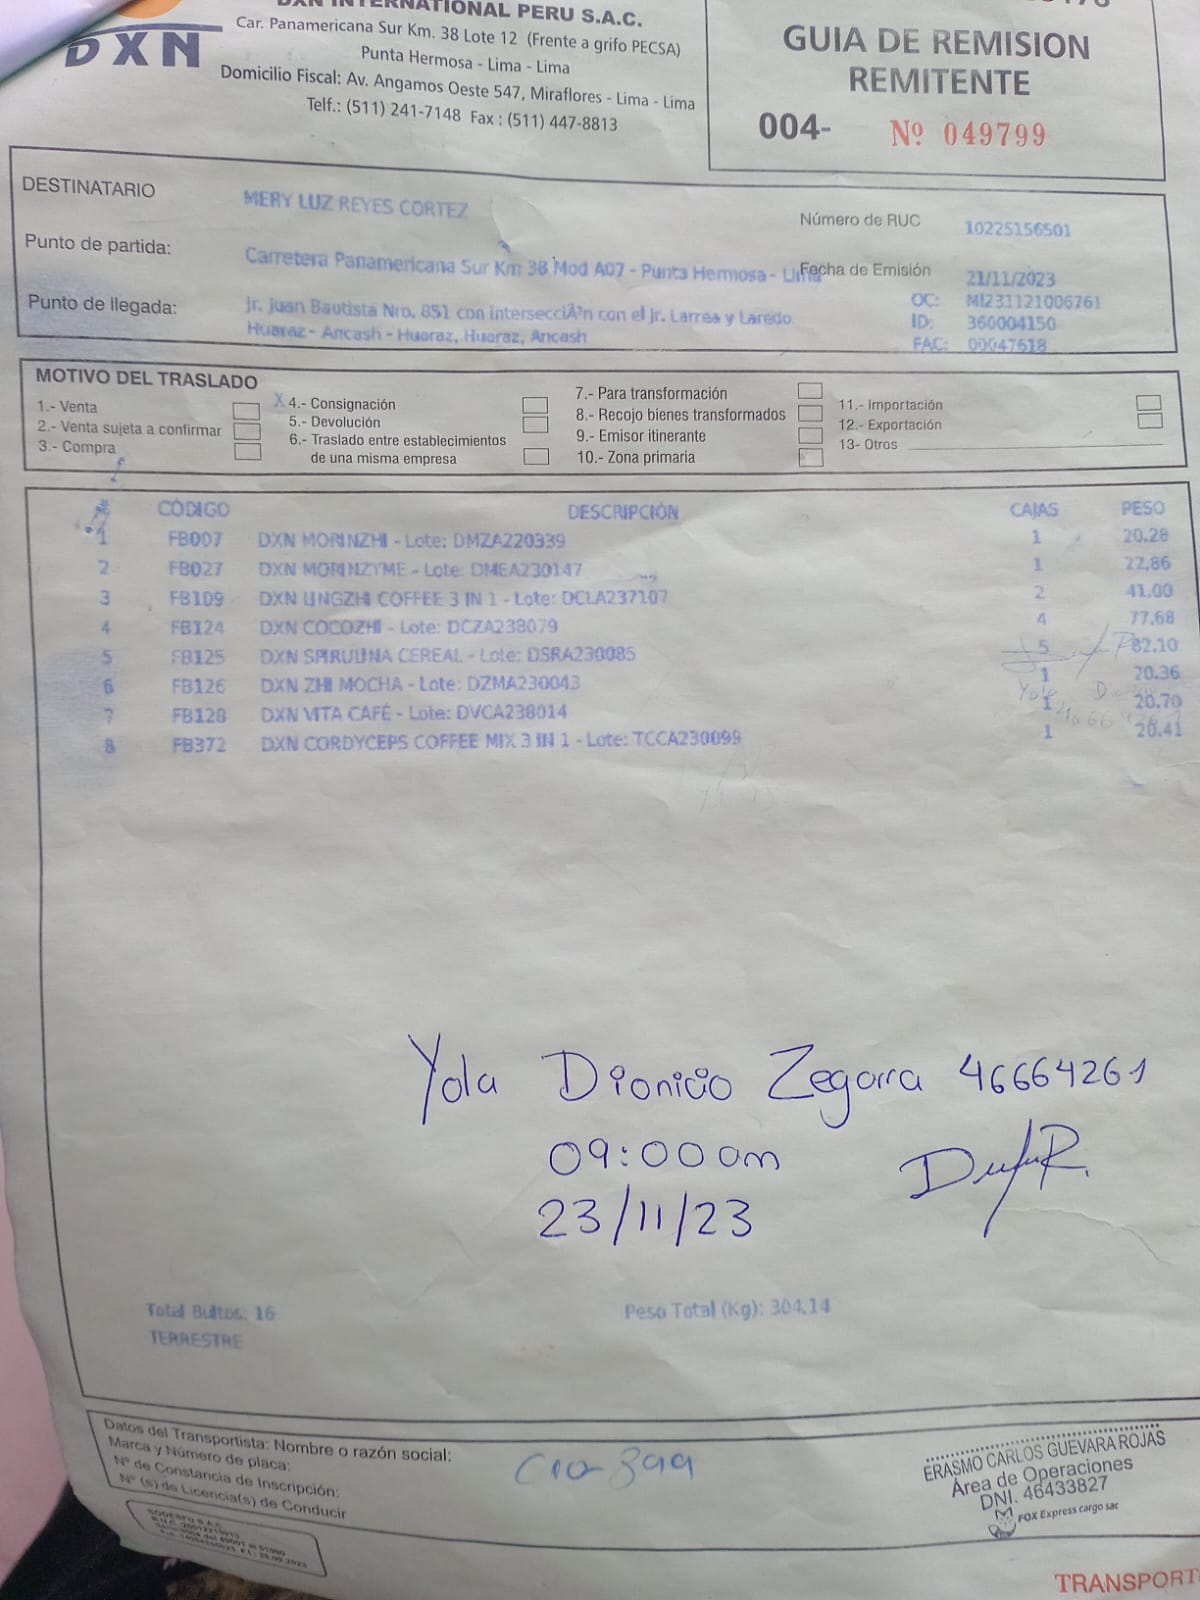 DXN
INTERNATIONAL PERU S.A.C.
Car. Panamericana Sur Km. 38 Lote 12 (Frente a grifo PECSA)
Punta Hermosa - Lima - Lima
Domicilio Fiscal: Av. Angamos Oeste 547, Miraflores - Lima - Lima
Telf.: (511) 241-7148 Fax : (511) 447-8813
GUIA DE REMISION
REMITENTE
004- Nº 049799
DESTINATARIO MERY LUZ REYES CORTEZ Número de RUC 10225156501
Punto de partida: Carretera Panamericana Sur Km 38 Mod A07 - Punta Hermosa - Lima Fecha de Emisión 21/11/2023
OC: MI231121006761
Punto de llegada: Jr. Juan Bautista Nro. 851 con intersecciÃ³n con el Jr. Larrea y Laredo ID: 360004150
Huaraz - Ancash - Huaraz, Huaraz, Ancash FAC: 00047618
MOTIVO DEL TRASLADO
1.- Venta
2.- Venta sujeta a confirmar
3.- Compra
X 4.- Consignación
5.- Devolución
6.- Traslado entre establecimientos
de una misma empresa
7.- Para transformación
8.- Recojo bienes transformados
9.- Emisor itinerante
10.- Zona primaria
11.- Importación
12.- Exportación
13- Otros
# CÓDIGO DESCRIPCIÓN CAJAS PESO
1 FB007 DXN MORINZHI - Lote: DMZA220339 1 20.28
2 FB027 DXN MORINZYME - Lote: DMEA230147 1 22,86
3 FB109 DXN LINGZHI COFFEE 3 IN 1 - Lote: DCLA237107 2 41,00
4 FB124 DXN COCOZHI - Lote: DCZA238079 4 77,68
5 FB125 DXN SPIRULINA CEREAL - Lote: DSRA230085 5 82.10
6 FB126 DXN ZHI MOCHA - Lote: DZMA230043 1 20.36
7 FB128 DXN VITA CAFÉ - Lote: DVCA238014 1 20.70
8 FB372 DXN CORDYCEPS COFFEE MIX 3 IN 1 - Lote: TCCA230099 1 20.41
Yola Dionicio Zegarra 46664261
09:00am
23/11/23
Total Bultos: 16 Peso Total (Kg): 304,14
TERRESTRE
Datos del Transportista: Nombre o razón social:
Marca y Número de placa:
Nº de Constancia de Inscripción:
Nº (s) de Licencia(s) de Conducir
ERASMO CARLOS GUEVARA ROJAS
Área de Operaciones
DNI. 46433827
FOX Express cargo sac
TRANSPORT